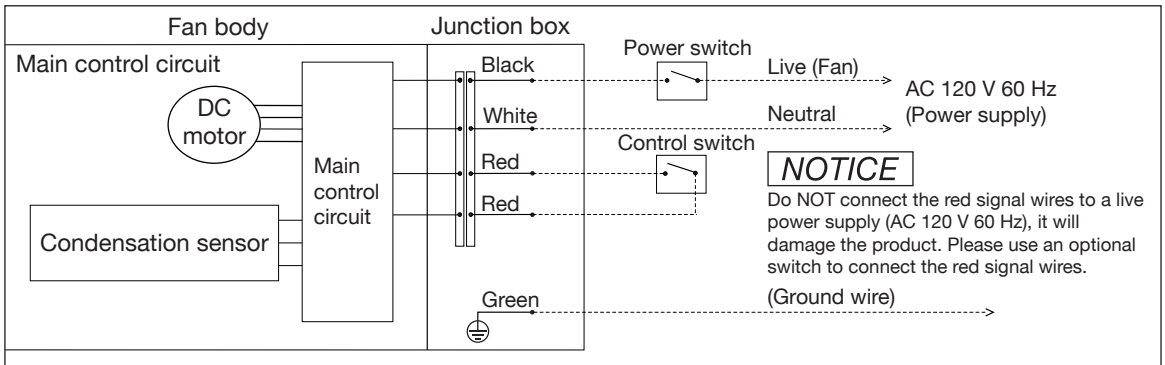 Fan body
Junction box
Main control circuit
DC
motor
Main
control
circuit
Condensation sensor
Black
White
Red
Red
Green
Power switch
Live (Fan)
AC 120 V 60 Hz
(Power supply)
Neutral
Control switch
NOTICE
Do NOT connect the red signal wires to a live
power supply (AC 120 V 60 Hz), it will
damage the product. Please use an optional
switch to connect the red signal wires.
(Ground wire)